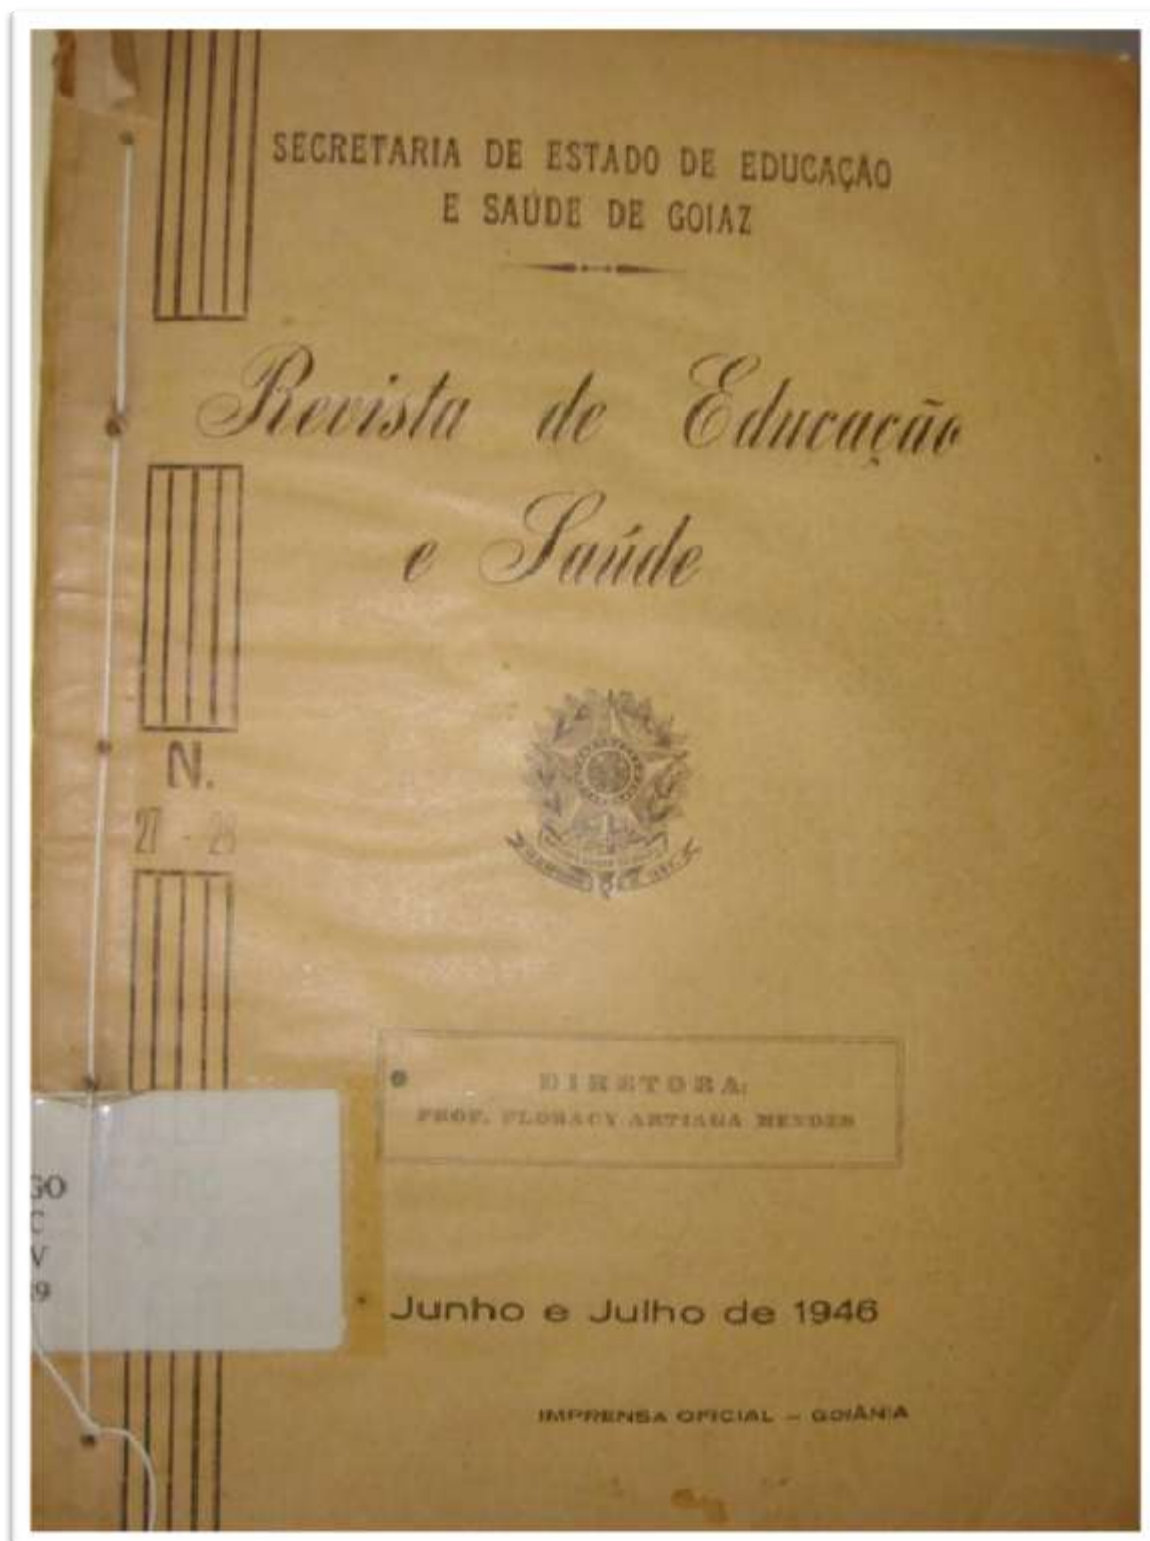 SECRETARIA DE ESTADO DE EDUCAÇÃO
E SAÚDE DE GOIAZ
Revista de Educação
e Saúde
N.
27 - 28
DIRETORA:
PROF. FLORACY ARTIAGA MENDES
GO
C
V
9
Junho e Julho de 1946
IMPRENSA OFICIAL – GOIÂNIA